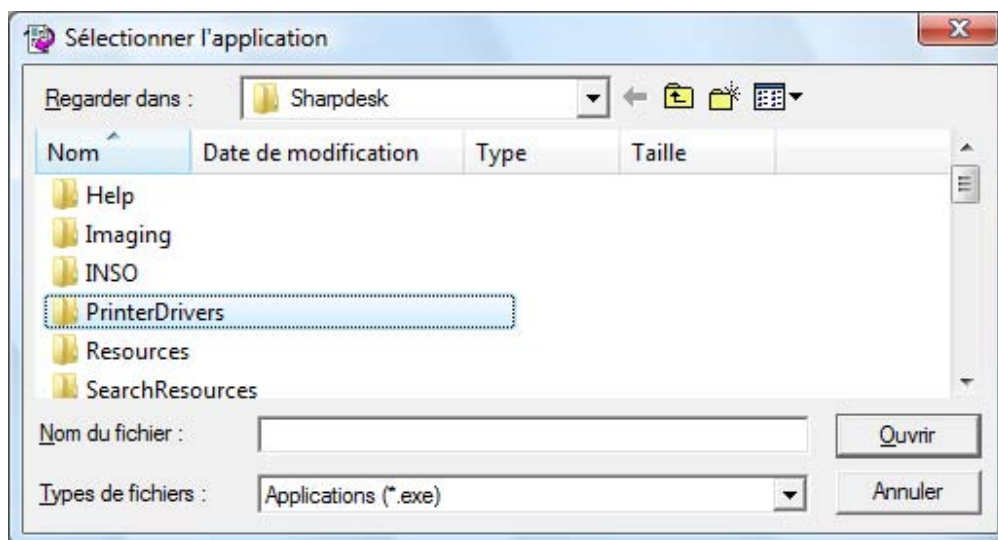 Sélectionner l'application
Regarder dans : Sharpdesk
Nom Date de modification Type Taille
Help
Imaging
INSO
PrinterDrivers
Resources
SearchResources
Nom du fichier : Ouvrir
Types de fichiers : Applications (*.exe) Annuler